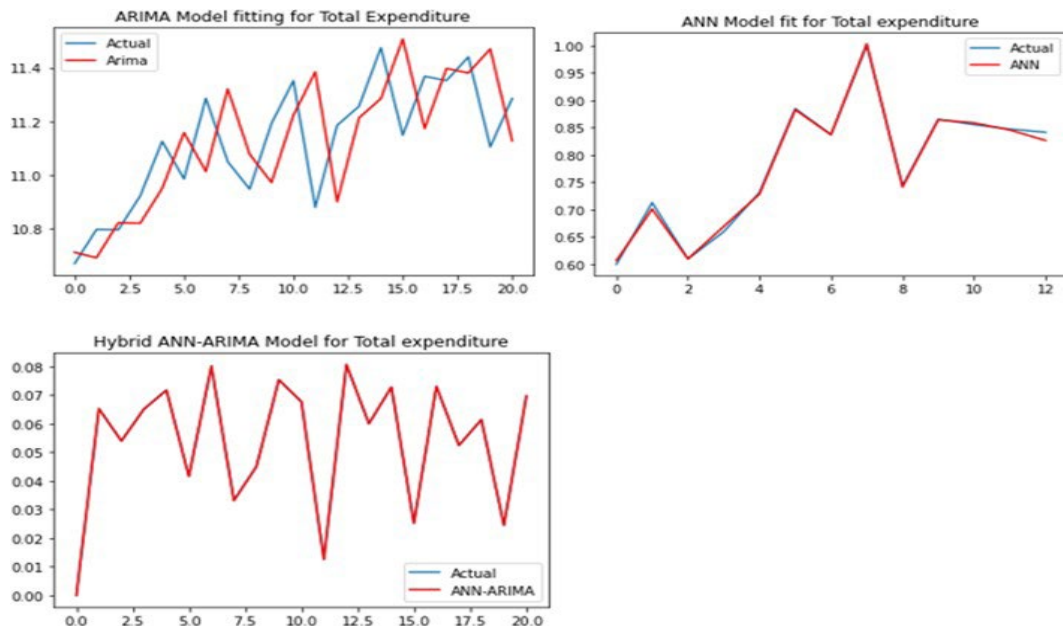 ARIMA Model fitting for Total Expenditure
Actual
Arima
11.4
11.2
11.0
10.8
0.0 2.5 5.0 7.5 10.0 12.5 15.0 17.5 20.0
ANN Model fit for Total expenditure
Actual
ANN
1.00
0.95
0.90
0.85
0.80
0.75
0.70
0.65
0.60
0 2 4 6 8 10 12
Hybrid ANN-ARIMA Model for Total expenditure
0.08
0.07
0.06
0.05
0.04
0.03
0.02
0.01
0.00
Actual
ANN-ARIMA
0.0 2.5 5.0 7.5 10.0 12.5 15.0 17.5 20.0